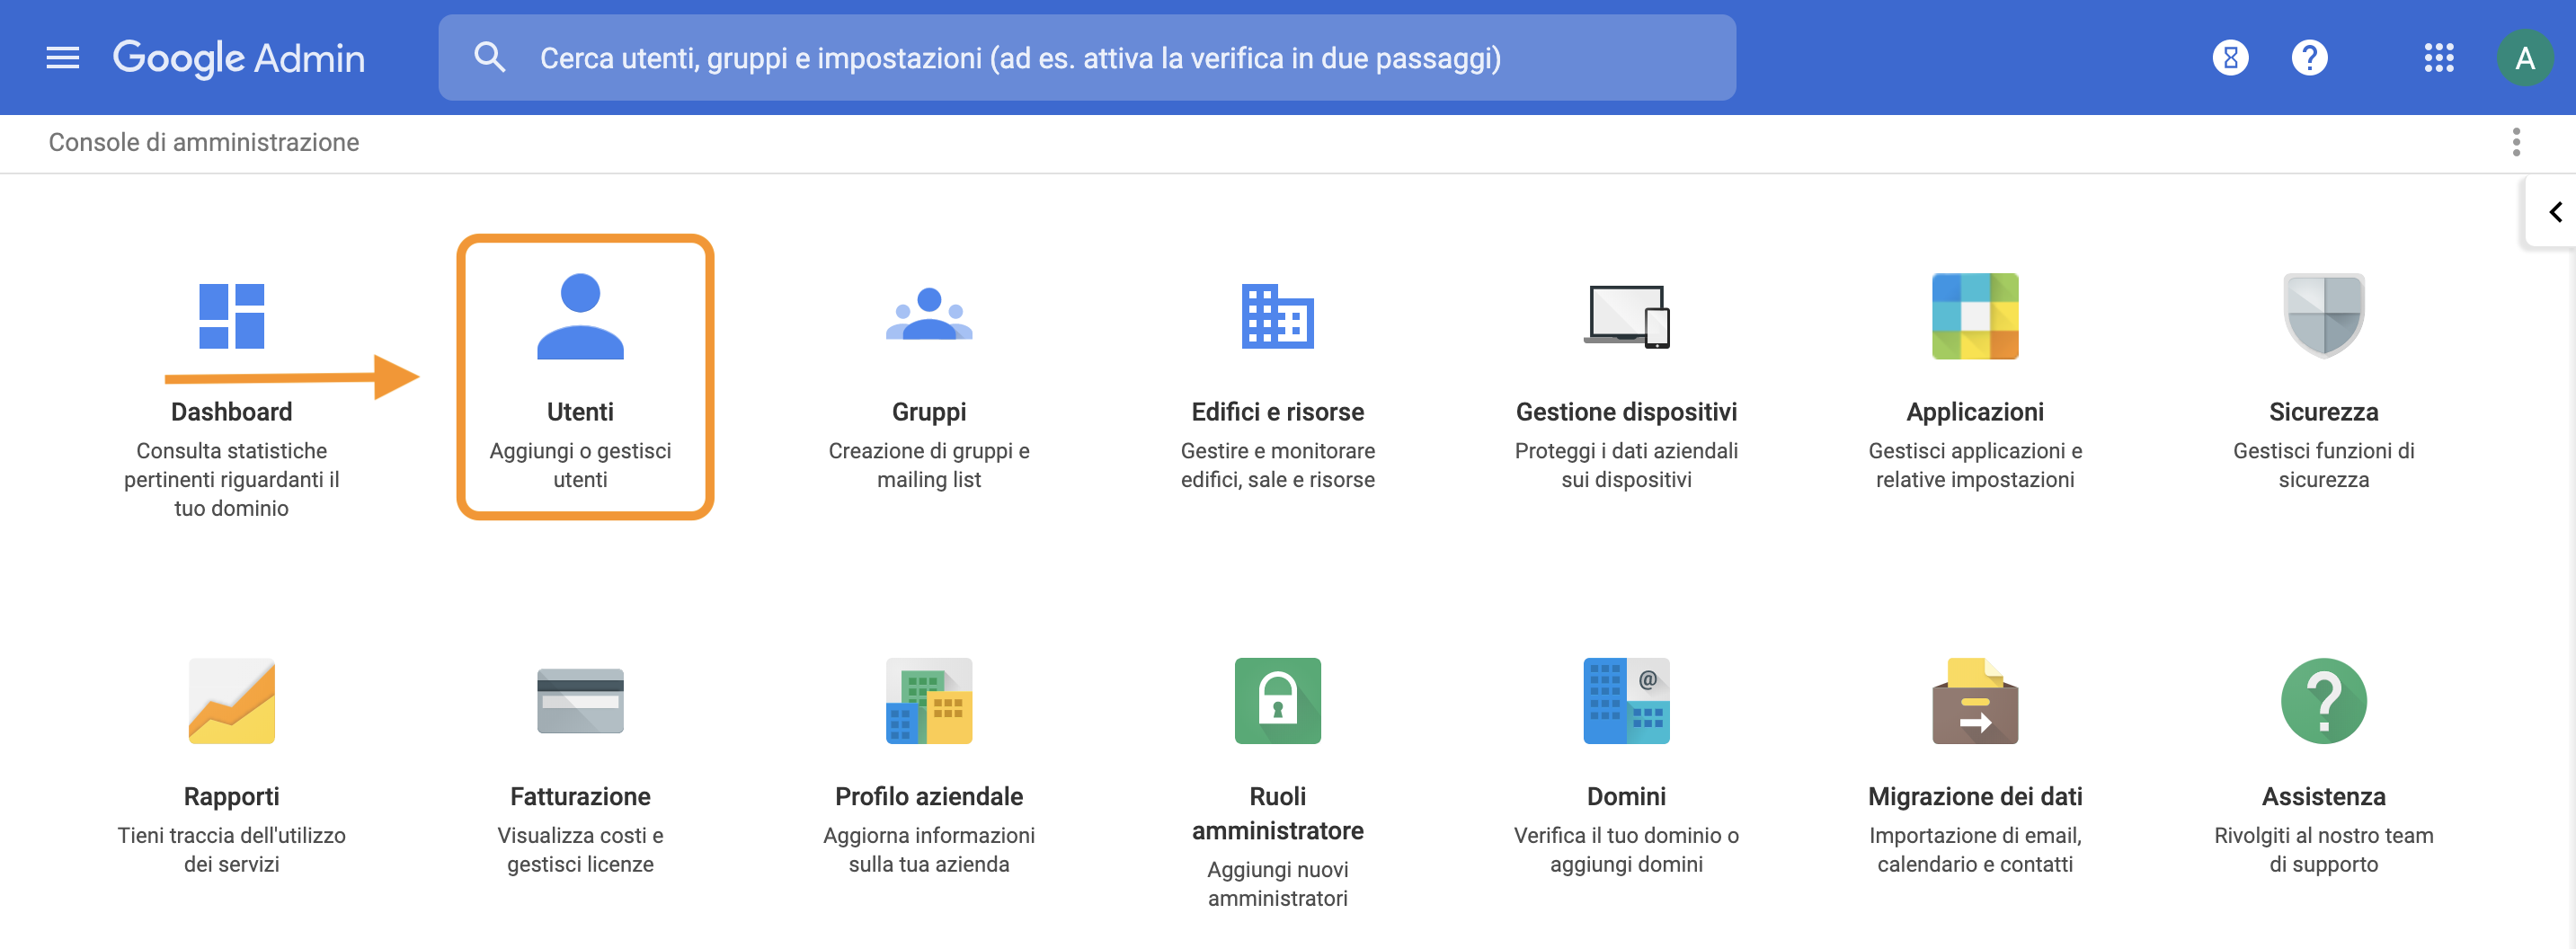 Google Admin
Cerca utenti, gruppi e impostazioni (ad es. attiva la verifica in due passaggi)
?
A
Console di amministrazione
Dashboard
Consulta statistiche
pertinenti riguardanti il
tuo dominio
Utenti
Aggiungi o gestisci
utenti
Gruppi
Creazione di gruppi e
mailing list
Edifici e risorse
Gestire e monitorare
edifici, sale e risorse
Gestione dispositivi
Proteggi i dati aziendali
sui dispositivi
Applicazioni
Gestisci applicazioni e
relative impostazioni
Sicurezza
Gestisci funzioni di
sicurezza
Rapporti
Tieni traccia dell'utilizzo
dei servizi
Fatturazione
Visualizza costi e
gestisci licenze
Profilo aziendale
Aggiorna informazioni
sulla tua azienda
Ruoli
amministratore
Aggiungi nuovi
amministratori
@
Domini
Verifica il tuo dominio o
aggiungi domini
Migrazione dei dati
Importazione di email,
calendario e contatti
?
Assistenza
Rivolgiti al nostro team
di supporto